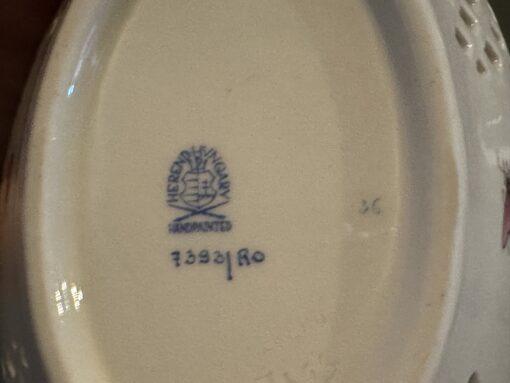 HEREND HUNGARY
HANDPAINTED
7393/RO
36